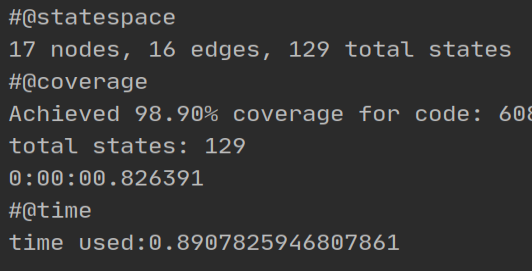 #@statespace
17 nodes, 16 edges, 129 total states
#@coverage
Achieved 98.90% coverage for code: 608
total states: 129
0:00:00.826391
#@time
time used:0.8907825946807861